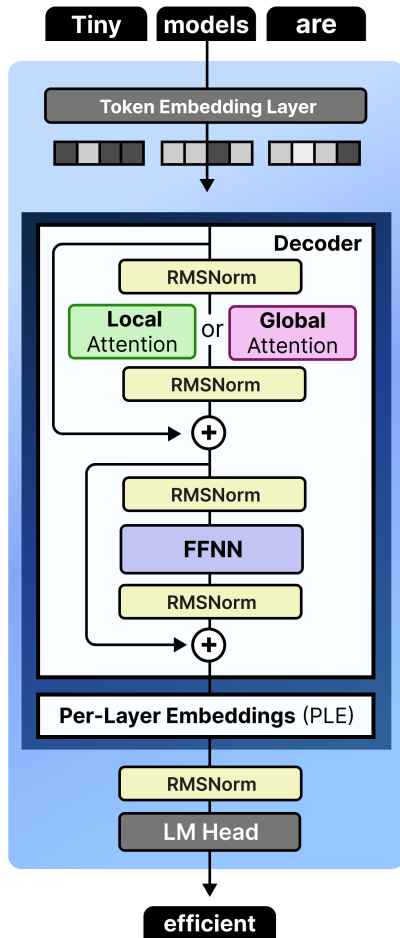 Tiny models are
Token Embedding Layer
Decoder
RMSNorm
Local
Attention
or
Global
Attention
RMSNorm
+
RMSNorm
FFNN
RMSNorm
+
Per-Layer Embeddings (PLE)
RMSNorm
LM Head
efficient